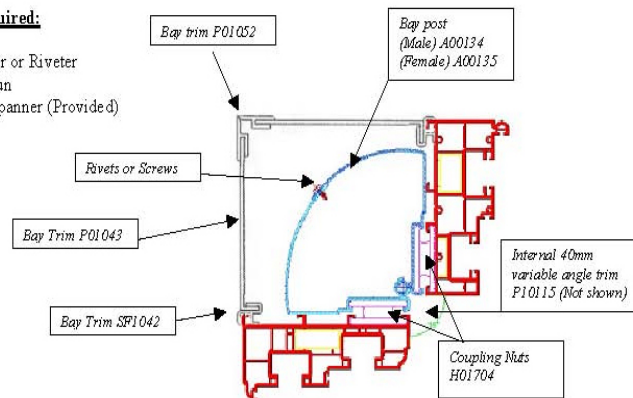 uired:
r or Riveter
un
panner (Provided)
Bay trim P01052
Bay post
(Male) A00134
(Female) A00135
Rivets or Screws
Bay Trim P01043
Internal 40mm
variable angle trim
P10115 (Not shown)
Bay Trim SF1042
Coupling Nuts
H01704